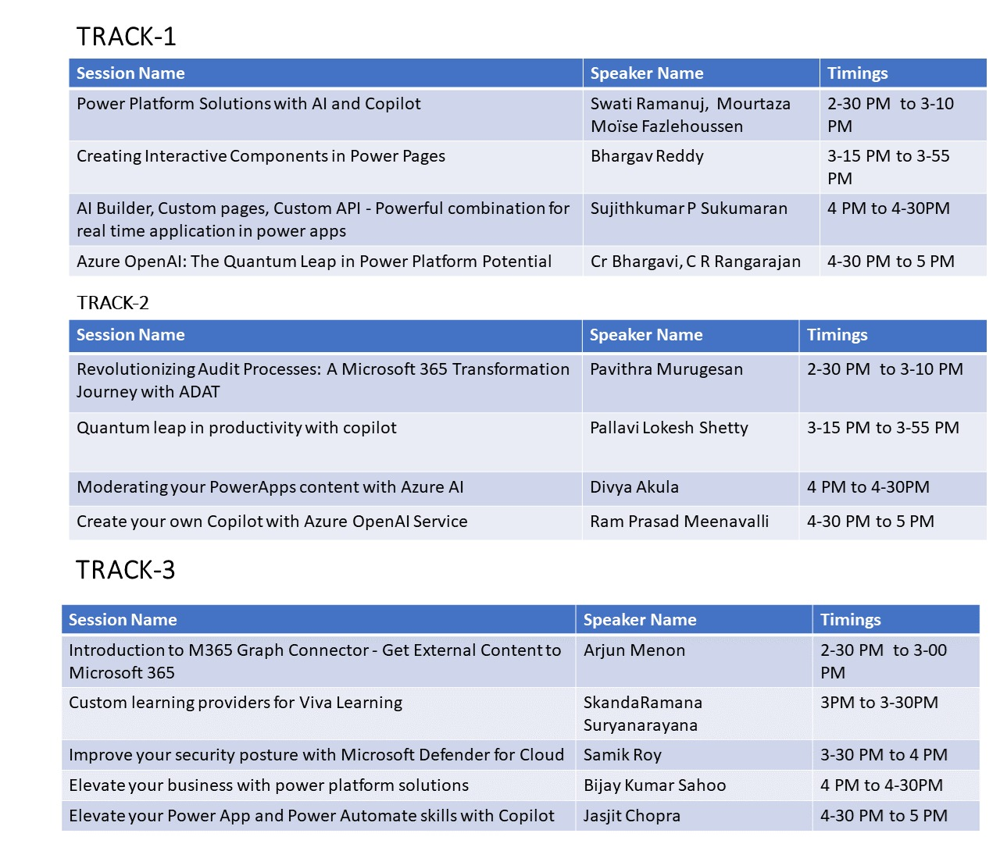 TRACK-1
Session Name Speaker Name Timings
Power Platform Solutions with AI and Copilot Swati Ramanuj, Mourtaza 2-30 PM to 3-10
Moïse Fazlehoussen PM
Creating Interactive Components in Power Pages Bhargav Reddy 3-15 PM to 3-55
PM
AI Builder, Custom pages, Custom API - Powerful combination for Sujithkumar P Sukumaran 4 PM to 4-30PM
real time application in power apps
Azure OpenAI: The Quantum Leap in Power Platform Potential Cr Bhargavi, C R Rangarajan 4-30 PM to 5 PM
TRACK-2
Session Name Speaker Name Timings
Revolutionizing Audit Processes: A Microsoft 365 Transformation Pavithra Murugesan 2-30 PM to 3-10 PM
Journey with ADAT
Quantum leap in productivity with copilot Pallavi Lokesh Shetty 3-15 PM to 3-55 PM
Moderating your PowerApps content with Azure AI Divya Akula 4 PM to 4-30PM
Create your own Copilot with Azure OpenAI Service Ram Prasad Meenavalli 4-30 PM to 5 PM
TRACK-3
Session Name Speaker Name Timings
Introduction to M365 Graph Connector - Get External Content to Arjun Menon 2-30 PM to 3-00
Microsoft 365 PM
Custom learning providers for Viva Learning SkandaRamana 3PM to 3-30PM
Suryanarayana
Improve your security posture with Microsoft Defender for Cloud Samik Roy 3-30 PM to 4 PM
Elevate your business with power platform solutions Bijay Kumar Sahoo 4 PM to 4-30PM
Elevate your Power App and Power Automate skills with Copilot Jasjit Chopra 4-30 PM to 5 PM